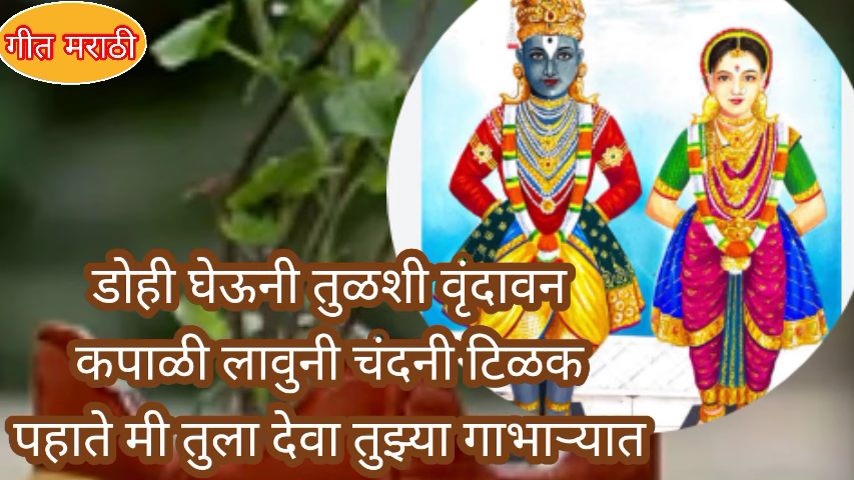 गीत मराठी
डोही घेऊनी तुळशी वृंदावन
कपाळी लावुनी चंदनी टिळक
पहाते मी तुला देवा तुझ्या गाभाऱ्यात